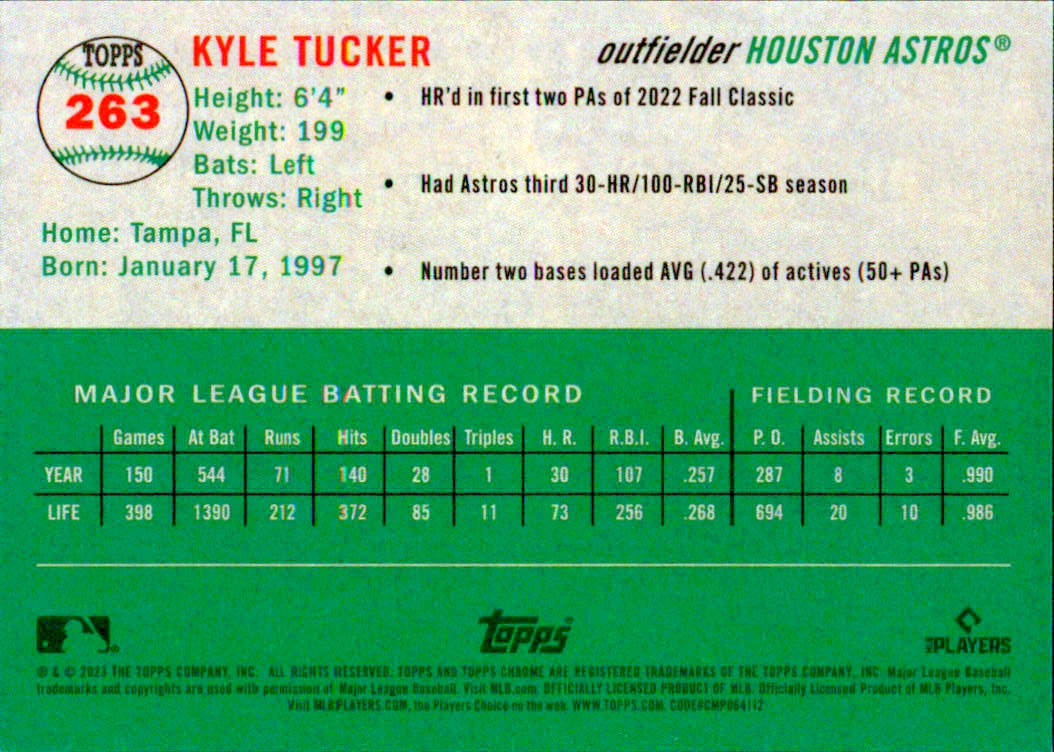 TOPPS
263
KYLE TUCKER
outfielder HOUSTON ASTROS®
Height: 6'4"
Weight: 199
Bats: Left
Throws: Right
Home: Tampa, FL
Born: January 17, 1997
• HR'd in first two PAs of 2022 Fall Classic
• Had Astros third 30-HR/100-RBI/25-SB season
• Number two bases loaded AVG (.422) of actives (50+ PAs)
MAJOR LEAGUE BATTING RECORD FIELDING RECORD
Games At Bat Runs Hits Doubles Triples H. R. R.B.I. B. Avg. P. O. Assists Errors F. Avg.
YEAR 150 544 71 140 28 1 30 107 .257 287 8 3 .990
LIFE 398 1390 212 372 85 11 73 256 .268 694 20 10 .986
topps®
MLB PLAYERS
® & © 2023 THE TOPPS COMPANY, INC. ALL RIGHTS RESERVED. TOPPS AND TOPPS CHROME ARE REGISTERED TRADEMARKS OF THE TOPPS COMPANY, INC. Major League Baseball
trademarks and copyrights are used with permission of Major League Baseball. Visit MLB.com. OFFICIALLY LICENSED PRODUCT OF MLB. Officially Licensed Product of MLB Players, Inc.
Visit MLBPLAYERS.COM, the Players Choice on the web. WWW.TOPPS.COM. CODE#CMP064112